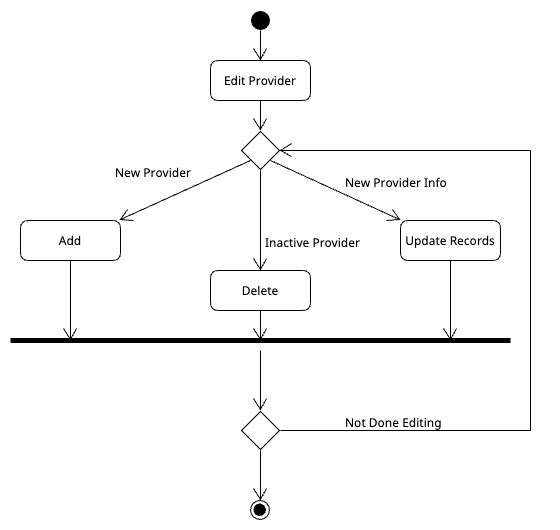 Edit Provider
New Provider
New Provider Info
Add
Inactive Provider
Update Records
Delete
Not Done Editing